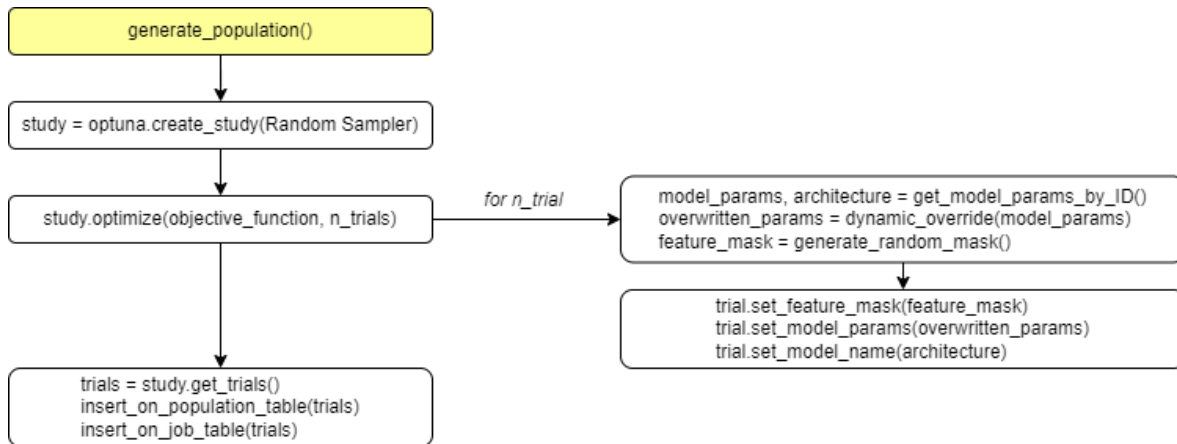 generate_population()
study = optuna.create_study(Random Sampler)
study.optimize(objective_function, n_trials)
for n_trial
model_params, architecture = get_model_params_by_ID()
overwritten_params = dynamic_override(model_params)
feature_mask = generate_random_mask()
trial.set_feature_mask(feature_mask)
trial.set_model_params(overwritten_params)
trial.set_model_name(architecture)
trials = study.get_trials()
insert_on_population_table(trials)
insert_on_job_table(trials)